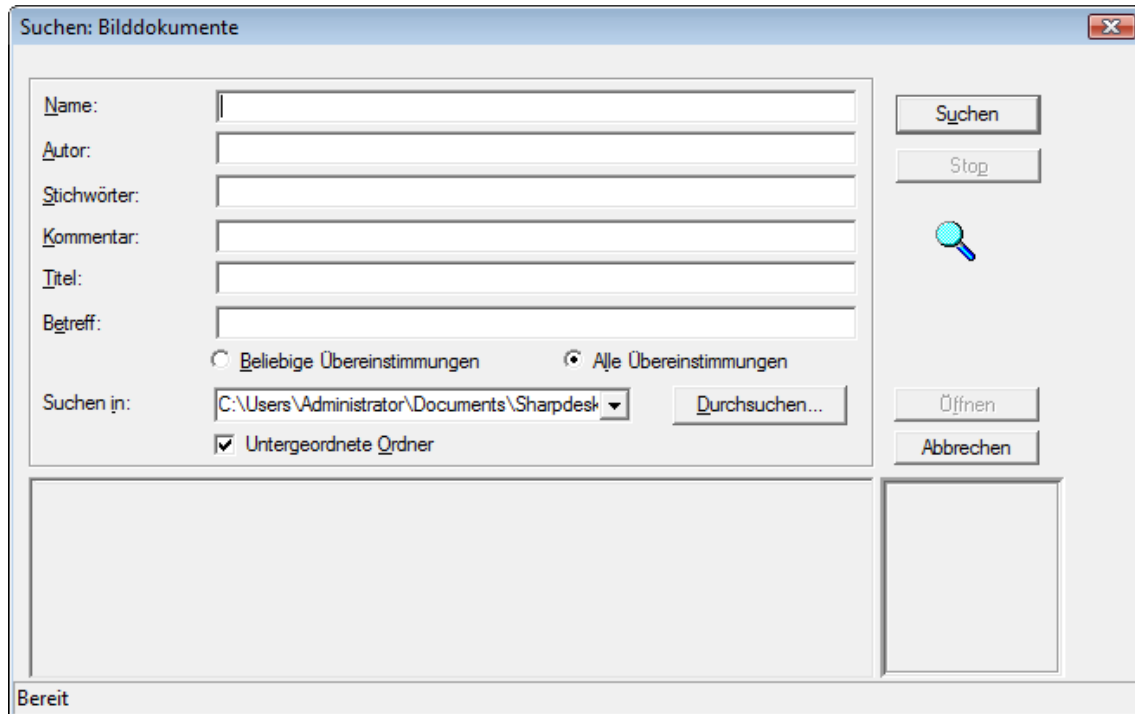 Suchen: Bilddokumente
Name:
Suchen
Autor:
Stop
Stichwörter:
Kommentar:
Titel:
Betreff:
Beliebige Übereinstimmungen
Alle Übereinstimmungen
Suchen in:
C:\Users\Administrator\Documents\Sharpdesk
Durchsuchen...
Öffnen
Untergeordnete Ordner
Abbrechen
Bereit